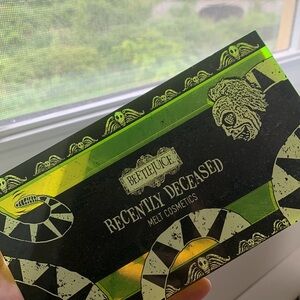 BEETLEJUICE
RECENTLY DECEASED
MELT COSMETICS